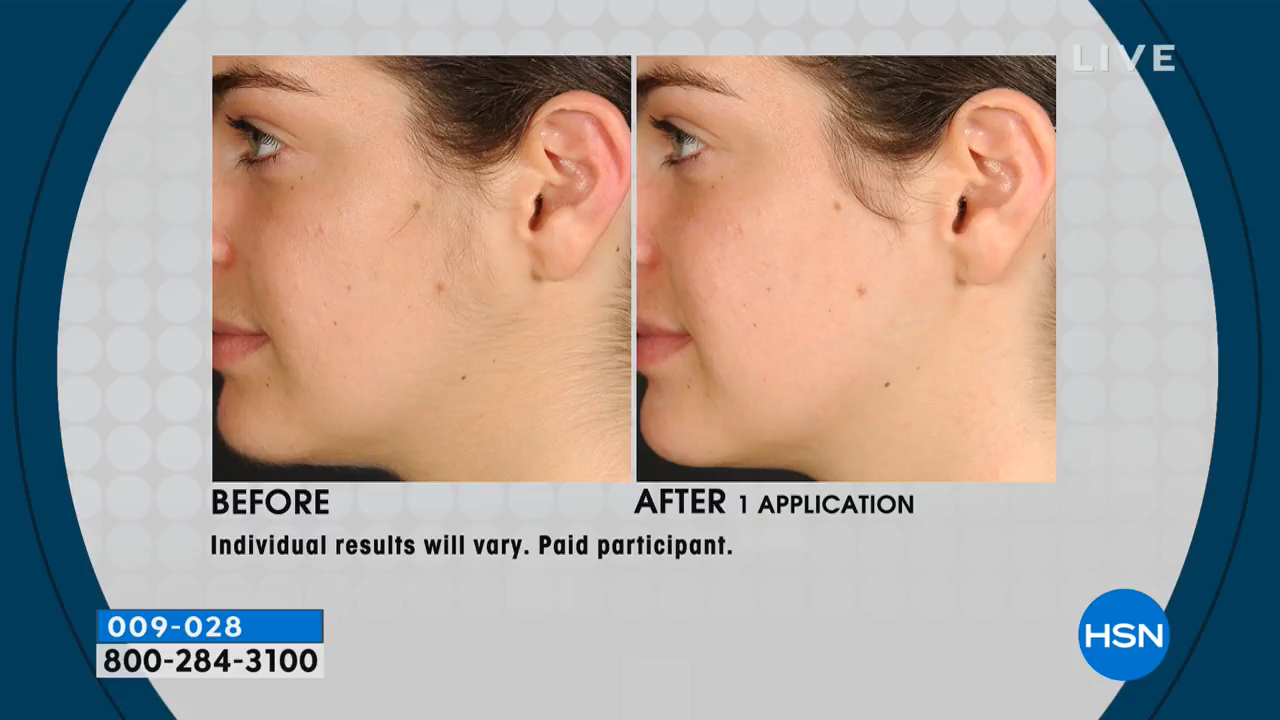 LIVE
BEFORE
AFTER 1 APPLICATION
Individual results will vary. Paid participant.
009-028
800-284-3100
HSN